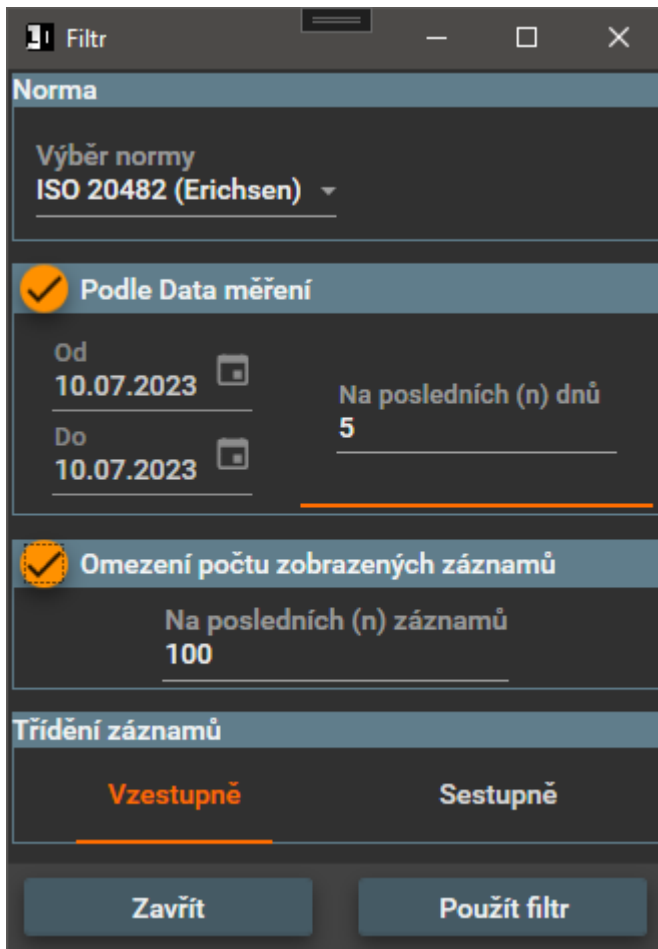 Filtr
Norma
Výběr normy
ISO 20482 (Erichsen)
Podle Data měření
Od
10.07.2023
Do
10.07.2023
Na posledních (n) dnů
5
Omezení počtu zobrazených záznamů
Na posledních (n) záznamů
100
Třídění záznamů
Vzestupně Sestupně
Zavřít Použít filtr